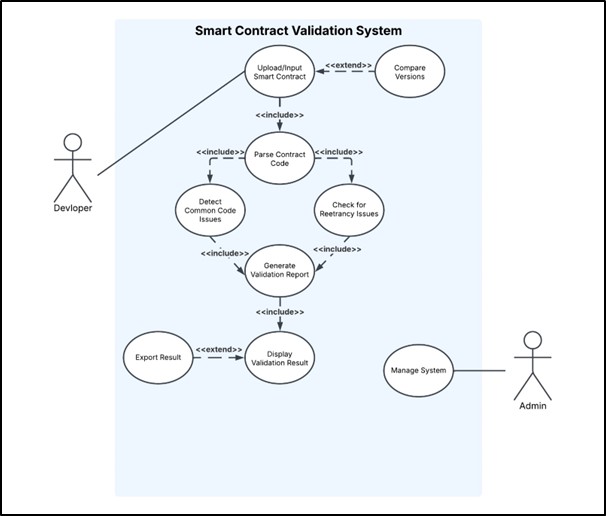 Smart Contract Validation System
Upload/Input
Smart Contract
<<extend>>
Compare
Versions
<<include>>
<<include>>
Parse Contract
Code
<<include>>
Detect
Common Code
Issues
Check for
Reetrancy Issues
Devloper
<<include>>
<<include>>
Generate
Validation Report
<<include>>
Export Result
<<extend>>
Display
Validation Result
Manage System
Admin